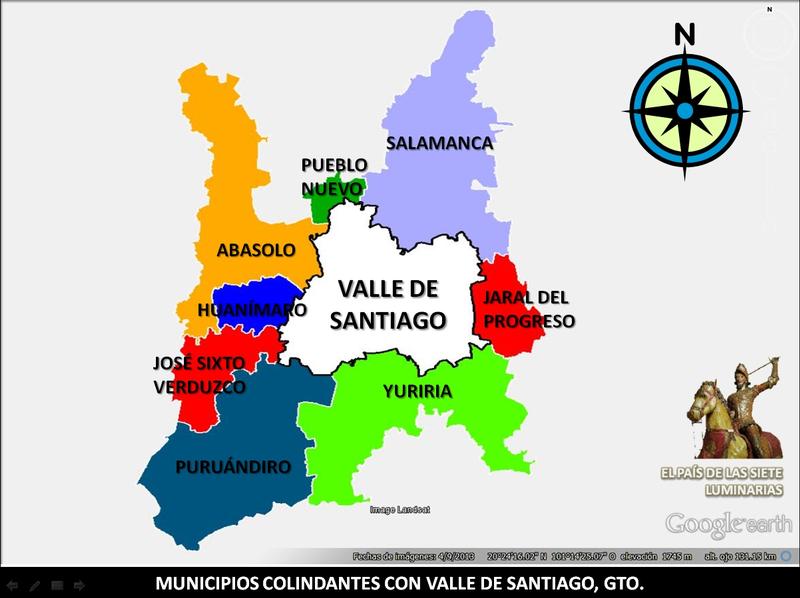 N
N
SALAMANCA
PUEBLO
NUEVO
ABASOLO
VALLE DE
SANTIAGO
HUANÍMARO
JARAL DEL
PROGRESO
JOSÉ SIXTO
VERDUZCO
YURIRIA
PURUÁNDIRO
EL PAÍS DE LAS SIETE
LUMINARIAS
Image Landsat
Google earth
Fechas de imágenes: 4/9/2013 20°24'16.02" N 101°14'25.07" O elevación 1745 m alt. ojo 131.15 km
MUNICIPIOS COLINDANTES CON VALLE DE SANTIAGO, GTO.